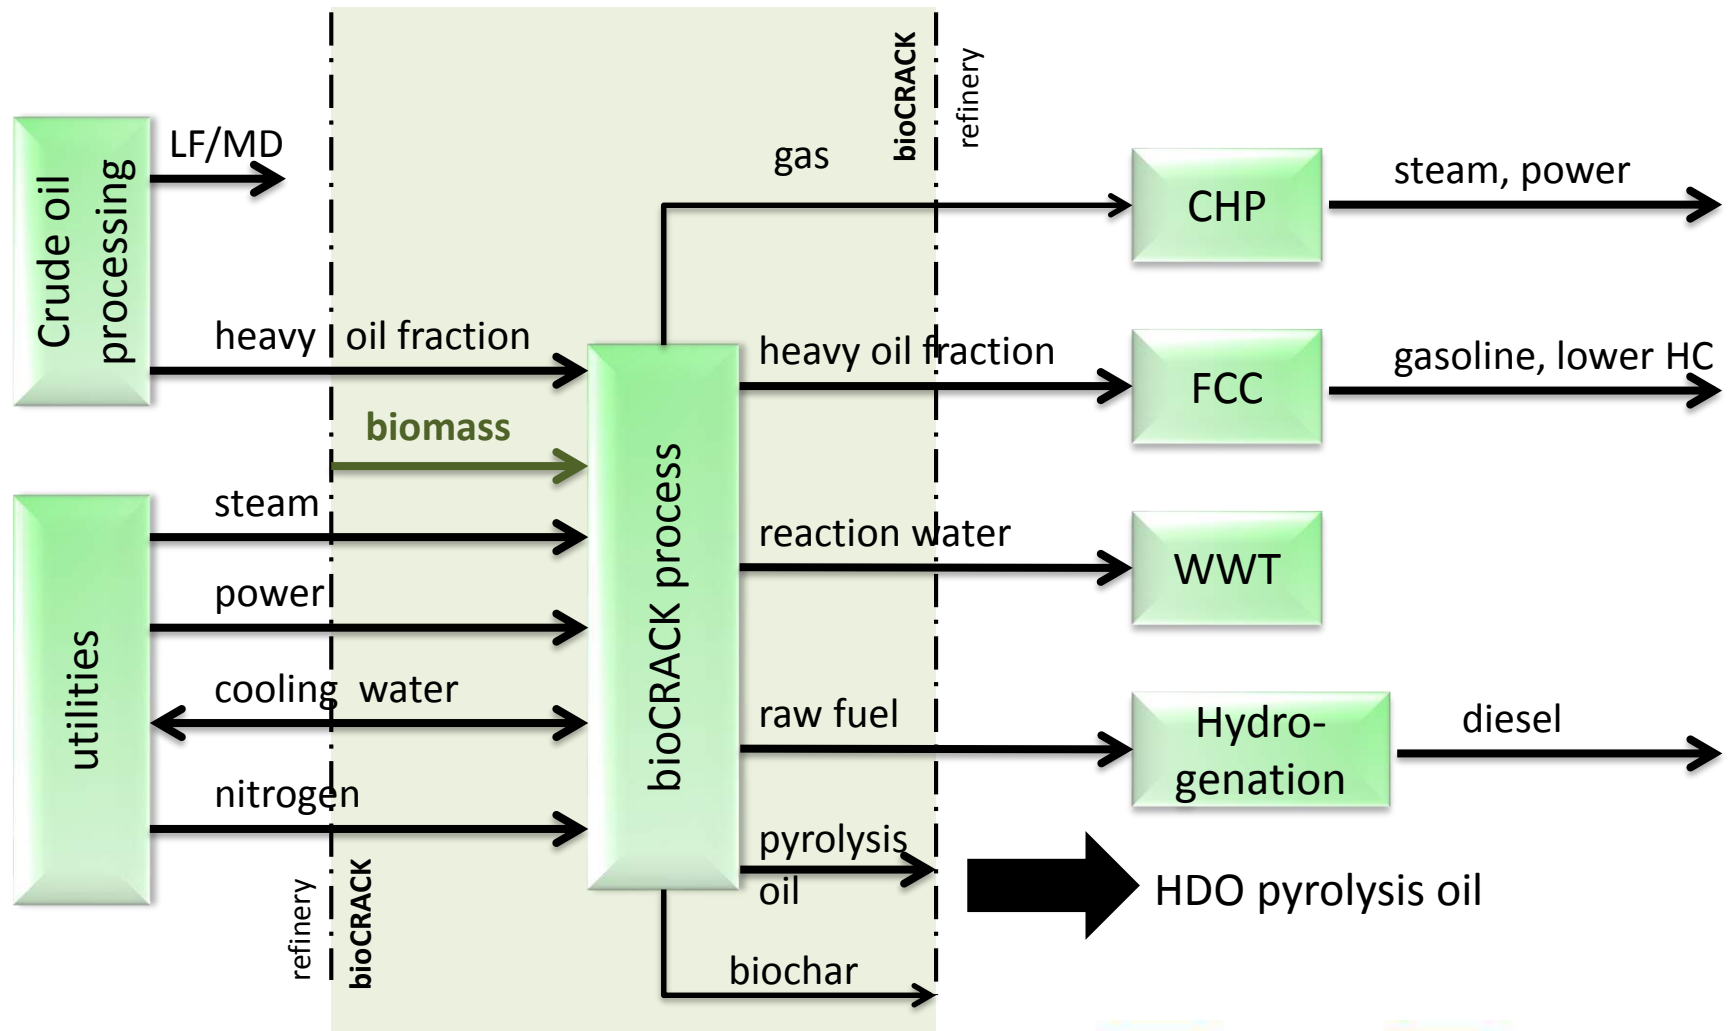 bioCRACK
refinery
LF/MD
gas
steam, power
CHP
Crude oil
processing
heavy oil fraction
heavy oil fraction
FCC
gasoline, lower HC
biomass
steam
reaction water
WWT
power
bioCRACK process
utilities
cooling water
raw fuel
Hydro-
genation
diesel
nitrogen
pyrolysis
oil
HDO pyrolysis oil
refinery
bioCRACK
biochar